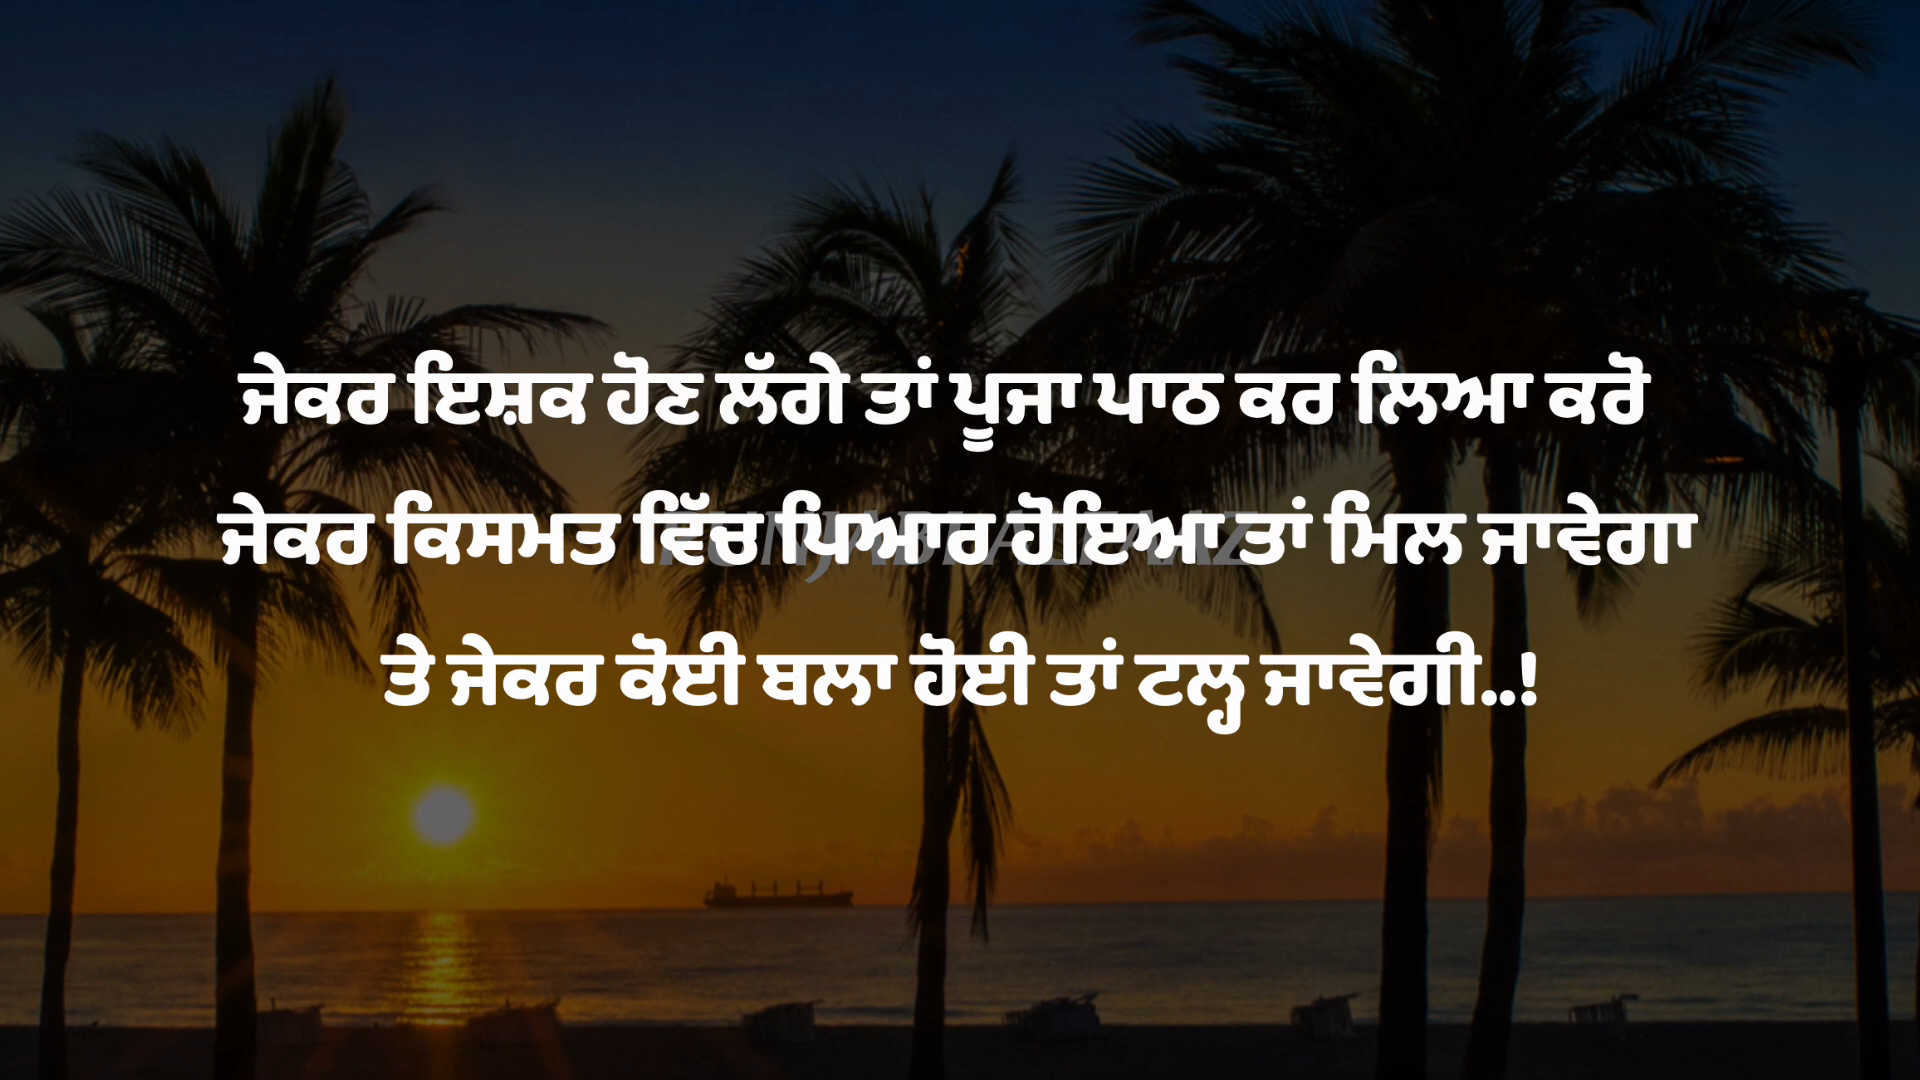 ਜੇਕਰ ਇਸ਼ਕ ਹੋਣ ਲੱਗੇ ਤਾਂ ਪੂਜਾ ਪਾਠ ਕਰ ਲਿਆ ਕਰੋ
ਜੇਕਰ ਕਿਸਮਤ ਵਿੱਚ ਪਿਆਰ ਹੋਇਆ ਤਾਂ ਮਿਲ ਜਾਵੇਗਾ
ਤੇ ਜੇਕਰ ਕੋਈ ਬਲਾ ਹੋਈ ਤਾਂ ਟਲ੍ਹ ਜਾਵੇਗੀ..!